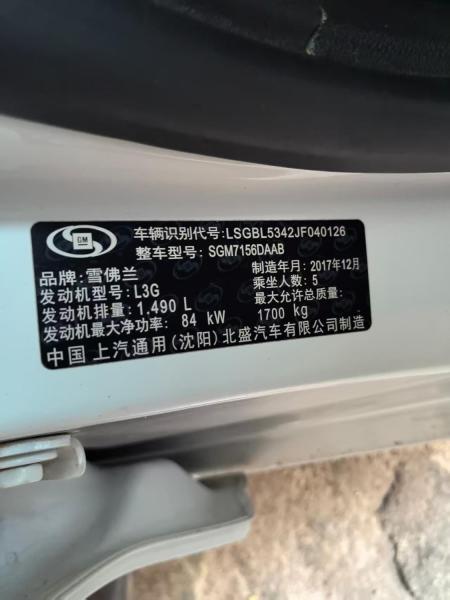 GM
车辆识别代号: LSGBL5342JF040126
整车型号: SGM7156DAAB
品牌: 雪佛兰 制造年月: 2017年12月
发动机型号: L3G 乘坐人数: 5
发动机排量: 1.490 L 最大允许总质量:
发动机最大净功率: 84 kW 1700 kg
中国 上汽通用(沈阳)北盛汽车有限公司制造